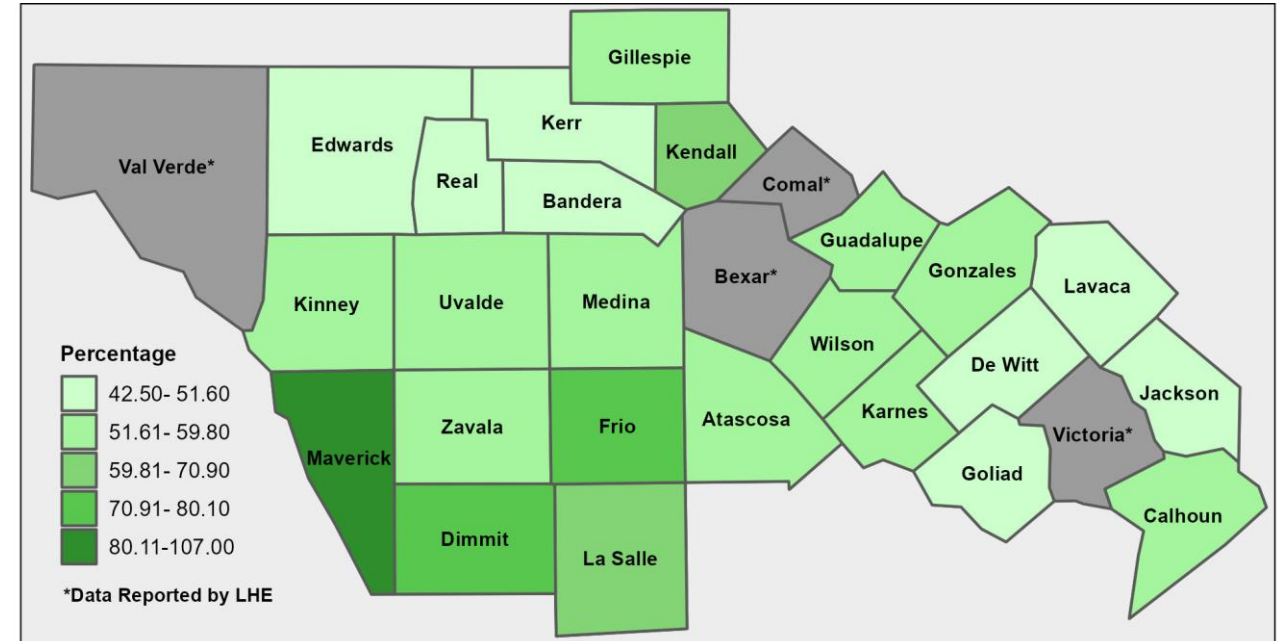 Gillespie
Edwards
Kerr
Kendall
Val Verde*
Real
Comal*
Bandera
Guadalupe
Bexar*
Gonzales
Lavaca
Kinney
Uvalde
Medina
Wilson
De Witt
Jackson
Karnes
Atascosa
Zavala
Frio
Victoria*
Maverick
Goliad
Calhoun
Dimmit
La Salle
Percentage
42.50- 51.60
51.61- 59.80
59.81- 70.90
70.91- 80.10
80.11-107.00
*Data Reported by LHE